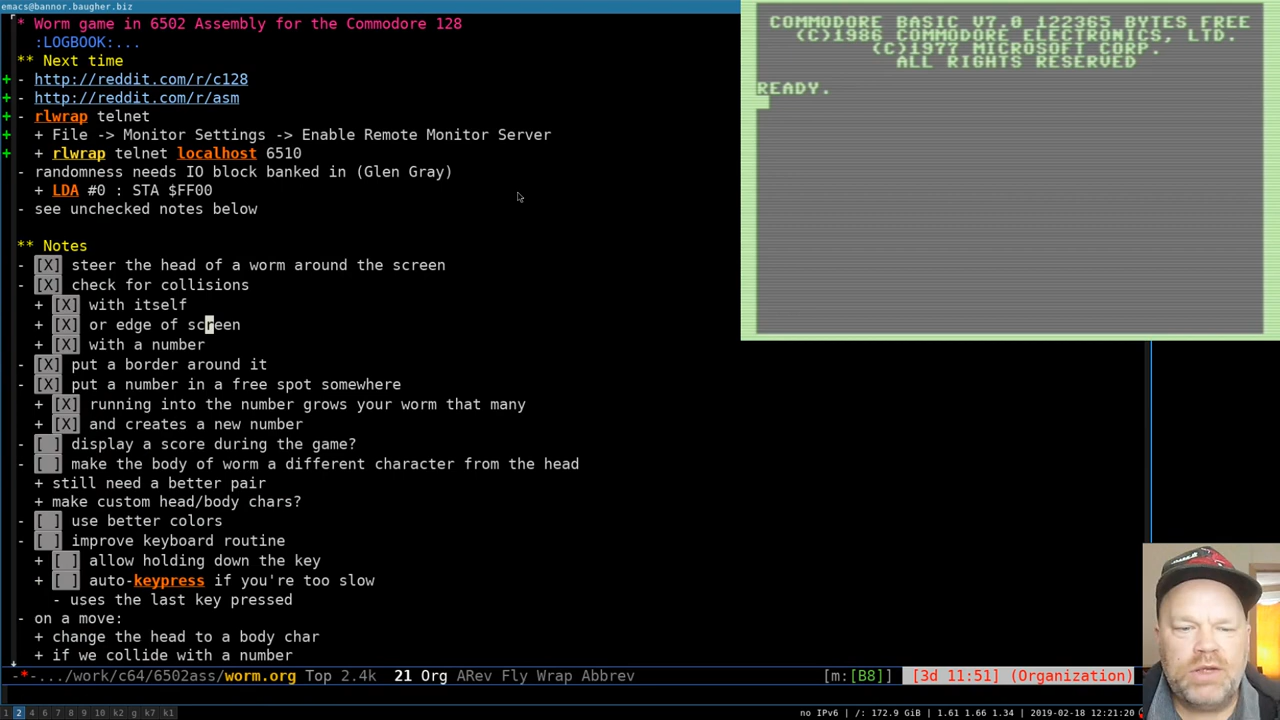 emacs@bannor.baugher.biz
* Worm game in 6502 Assembly for the Commodore 128
:LOGBOOK:...
** Next time
- http://reddit.com/r/c128
- http://reddit.com/r/asm
- rlwrap telnet
+ File -> Monitor Settings -> Enable Remote Monitor Server
+ rlwrap telnet localhost 6510
- randomness needs IO block banked in (Glen Gray)
+ LDA #0 : STA $FF00
- see unchecked notes below
** Notes
- [X] steer the head of a worm around the screen
- [X] check for collisions
+ [X] with itself
+ [X] or edge of screen
+ [X] with a number
- [X] put a border around it
- [X] put a number in a free spot somewhere
+ [X] running into the number grows your worm that many
+ [X] and creates a new number
- [ ] display a score during the game?
- [ ] make the body of worm a different character from the head
+ still need a better pair
+ make custom head/body chars?
- [ ] use better colors
- [ ] improve keyboard routine
+ [ ] allow holding down the key
+ [ ] auto-keypress if you're too slow
- uses the last key pressed
- on a move:
+ change the head to a body char
+ if we collide with a number
-*-.../work/c64/6502ass/worm.org Top 2.4k 21 Org ARev Fly Wrap Abbrev [m:[B8]] [3d 11:51] (Organization)
1 2 4 6 7 8 9 10 k2 g k7 k1
no IPv6 | /: 172.9 GiB | 1.61 1.66 1.34 | 2019-02-18 12:21:20
COMMODORE BASIC V7.0 122365 BYTES FREE
(C)1986 COMMODORE ELECTRONICS, LTD.
(C)1977 MICROSOFT CORP.
ALL RIGHTS RESERVED
READY.